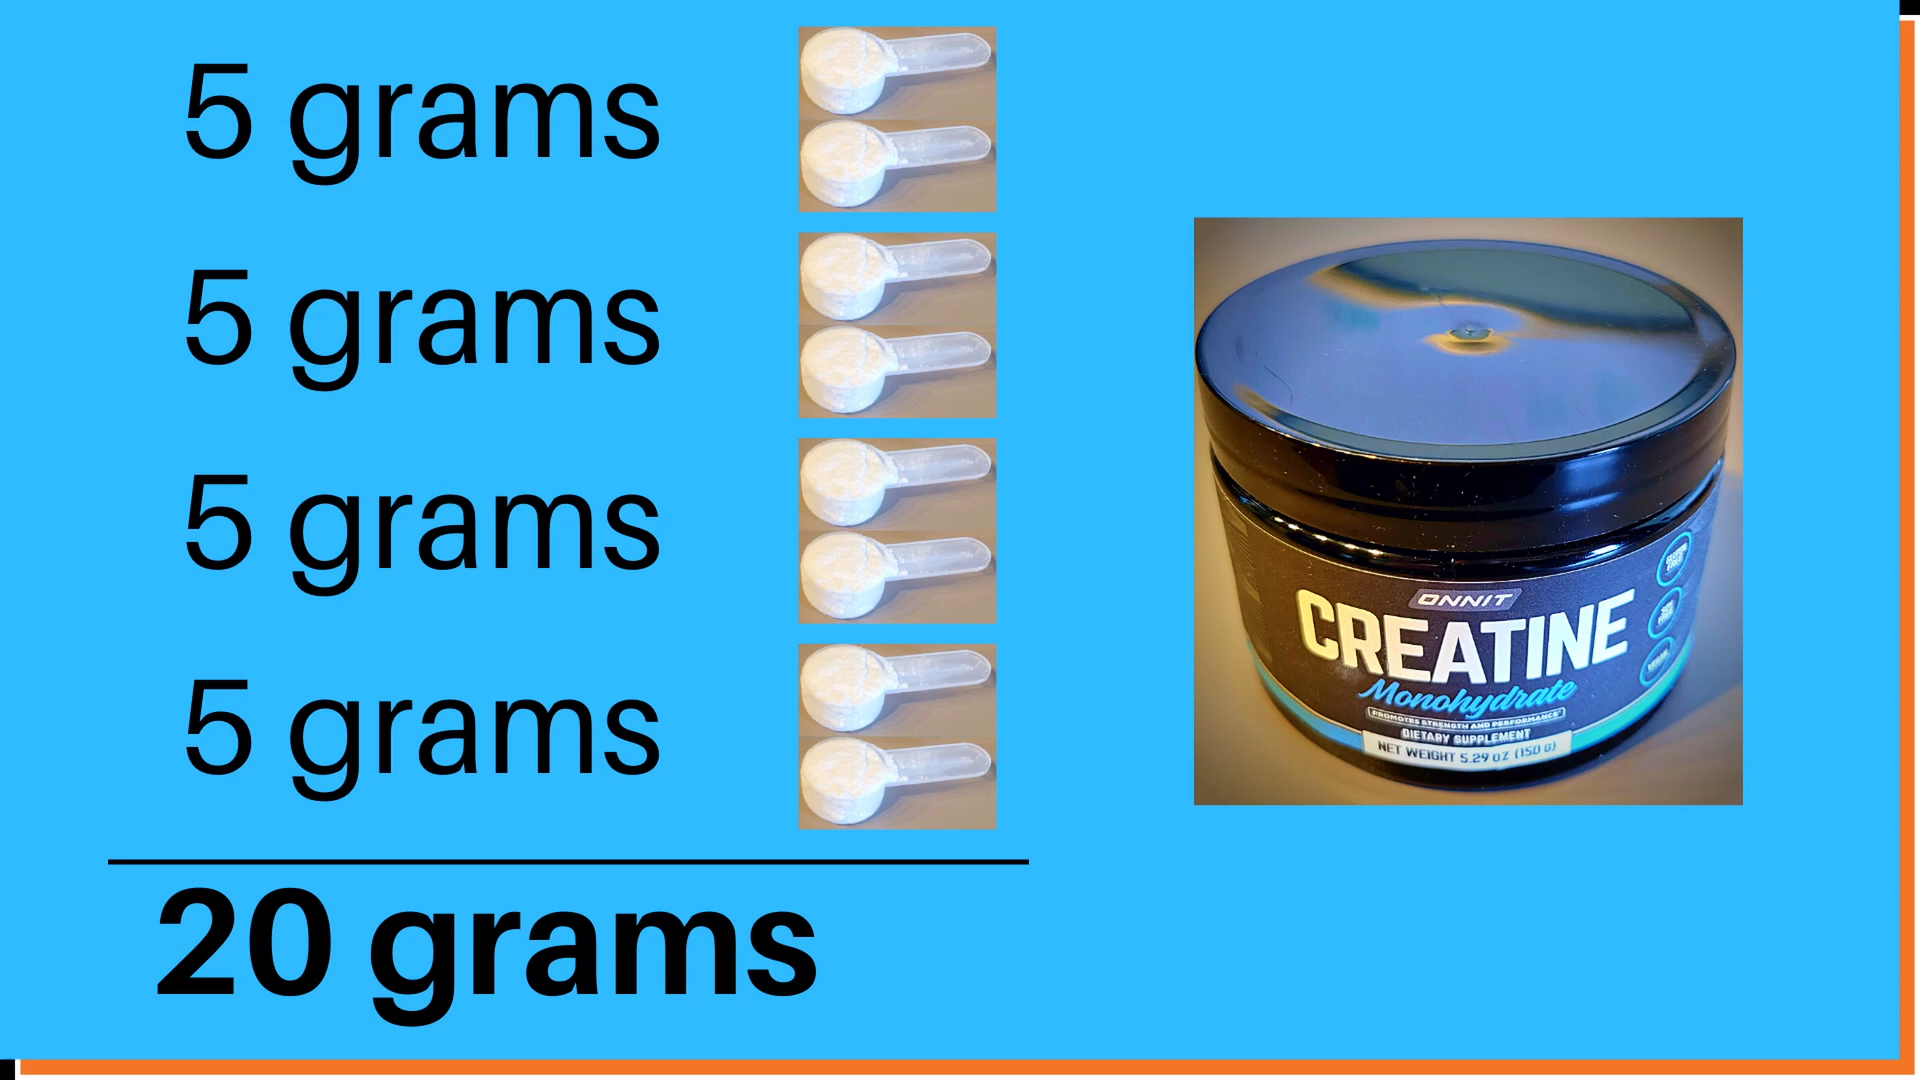 5 grams
5 grams
5 grams
5 grams
20 grams
ONNIT
CREATINE
Monohydrate
PROMOTES STRENGTH AND PERFORMANCE*
DIETARY SUPPLEMENT
NET WEIGHT 5.29 OZ (150 G)